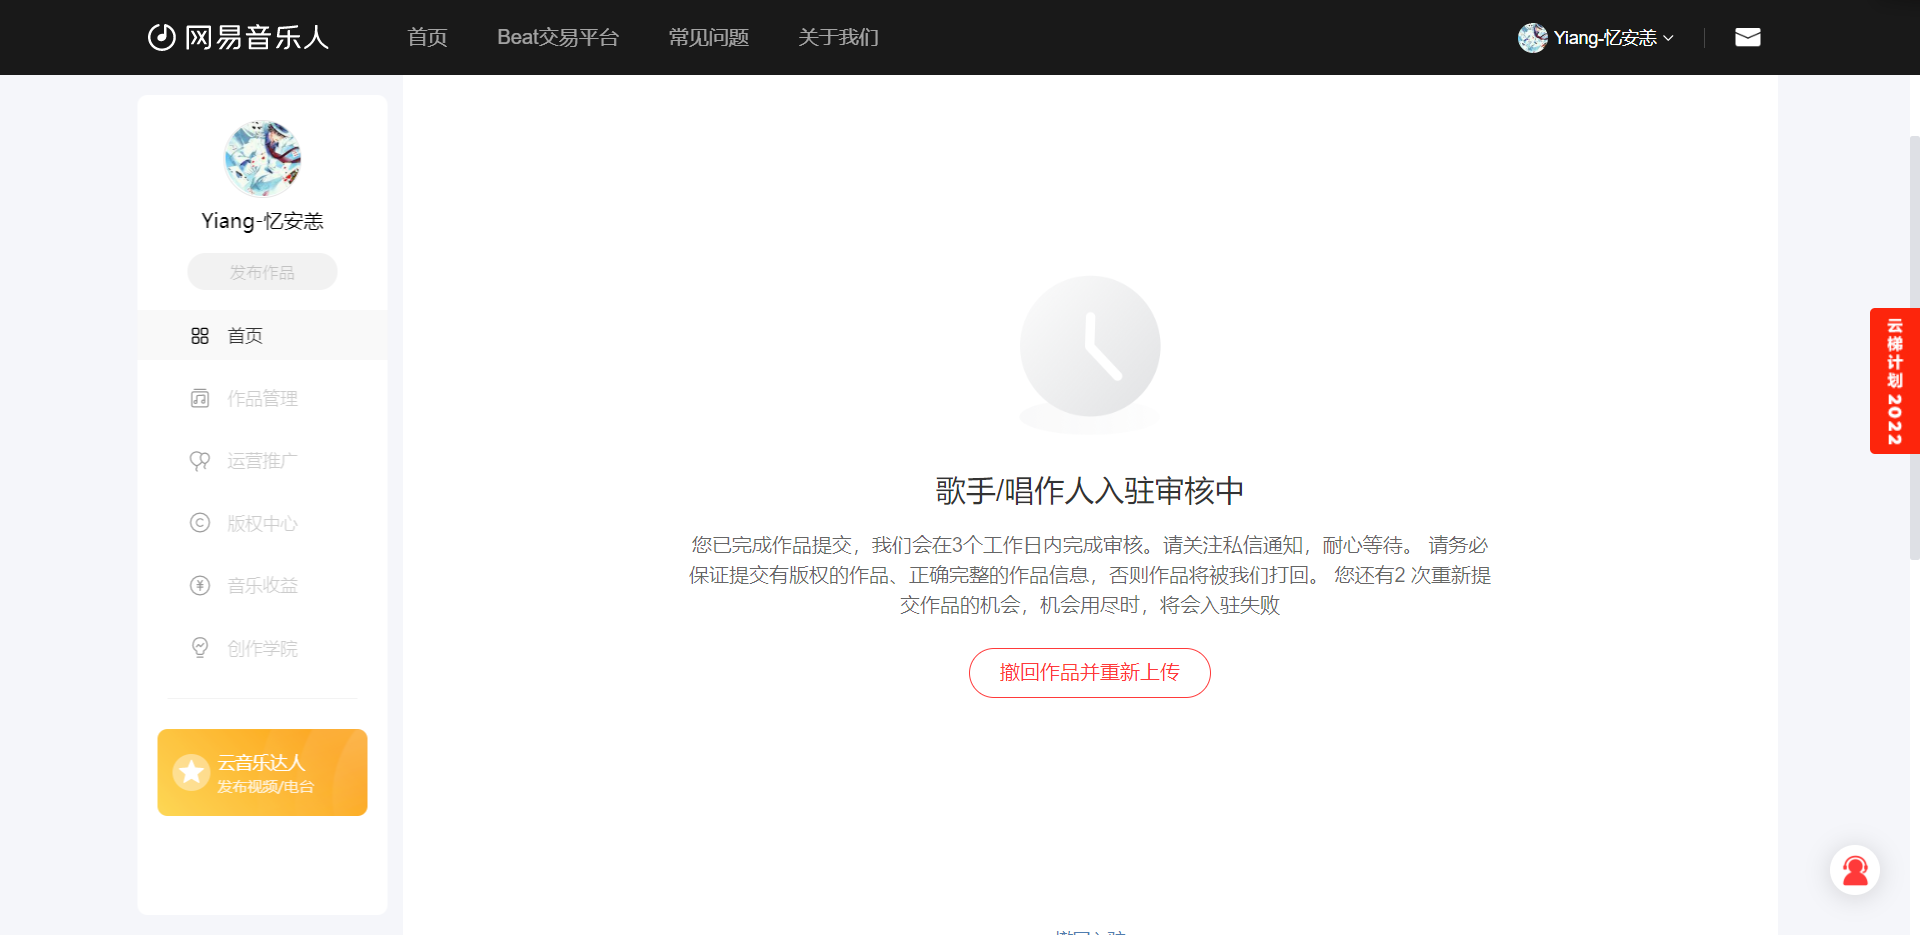 网易音乐人
首页
Beat交易平台
常见问题
关于我们
Yiang-忆安恙
Yiang-忆安恙
发布作品
首页
作品管理
运营推广
版权中心
音乐收益
创作学院
云音乐达人
发布视频/电台
歌手/唱作人入驻审核中
您已完成作品提交，我们会在3个工作日内完成审核。请关注私信通知，耐心等待。 请务必
保证提交有版权的作品、正确完整的作品信息，否则作品将被我们打回。 您还有2 次重新提
交作品的机会，机会用尽时，将会入驻失败
撤回作品并重新上传
云梯计划 2022